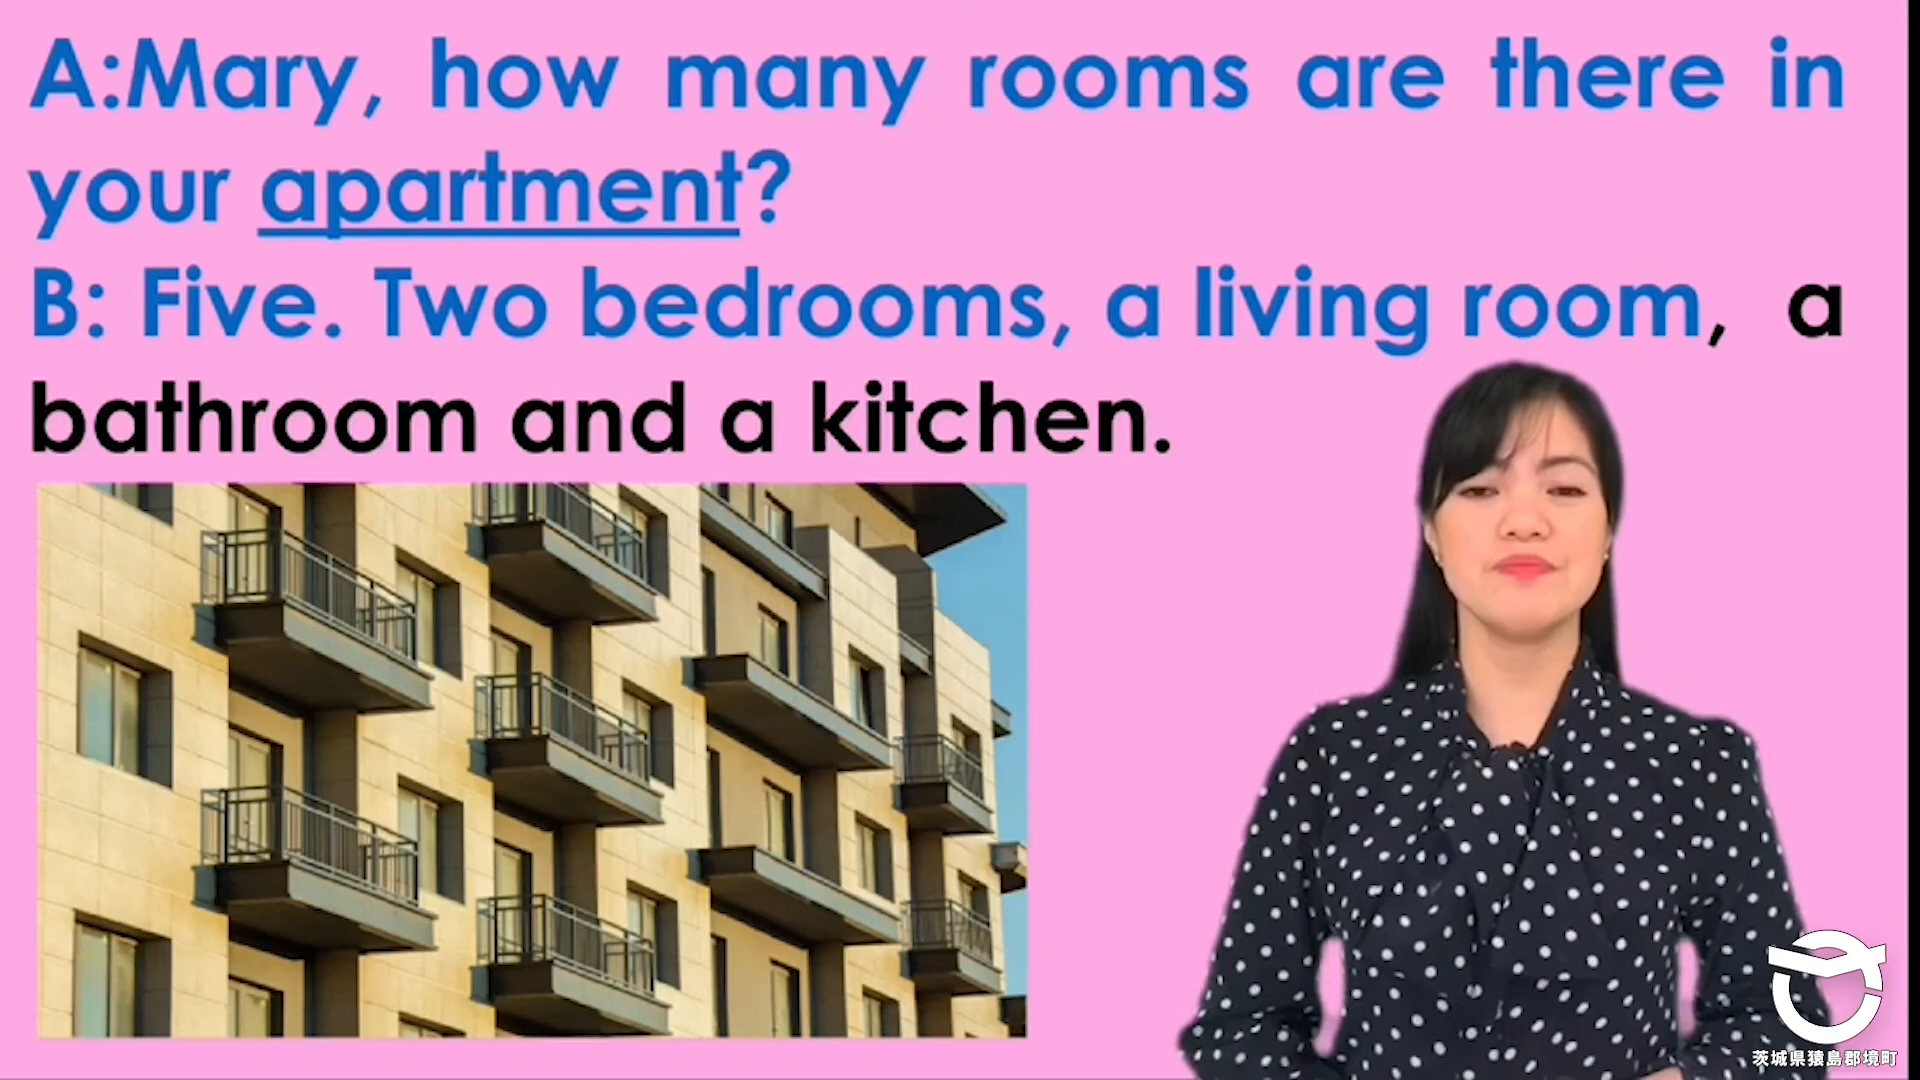 A:Mary, how many rooms are there in
your apartment?
B: Five. Two bedrooms, a living room, a
bathroom and a kitchen.
茨城県猿島郡境町